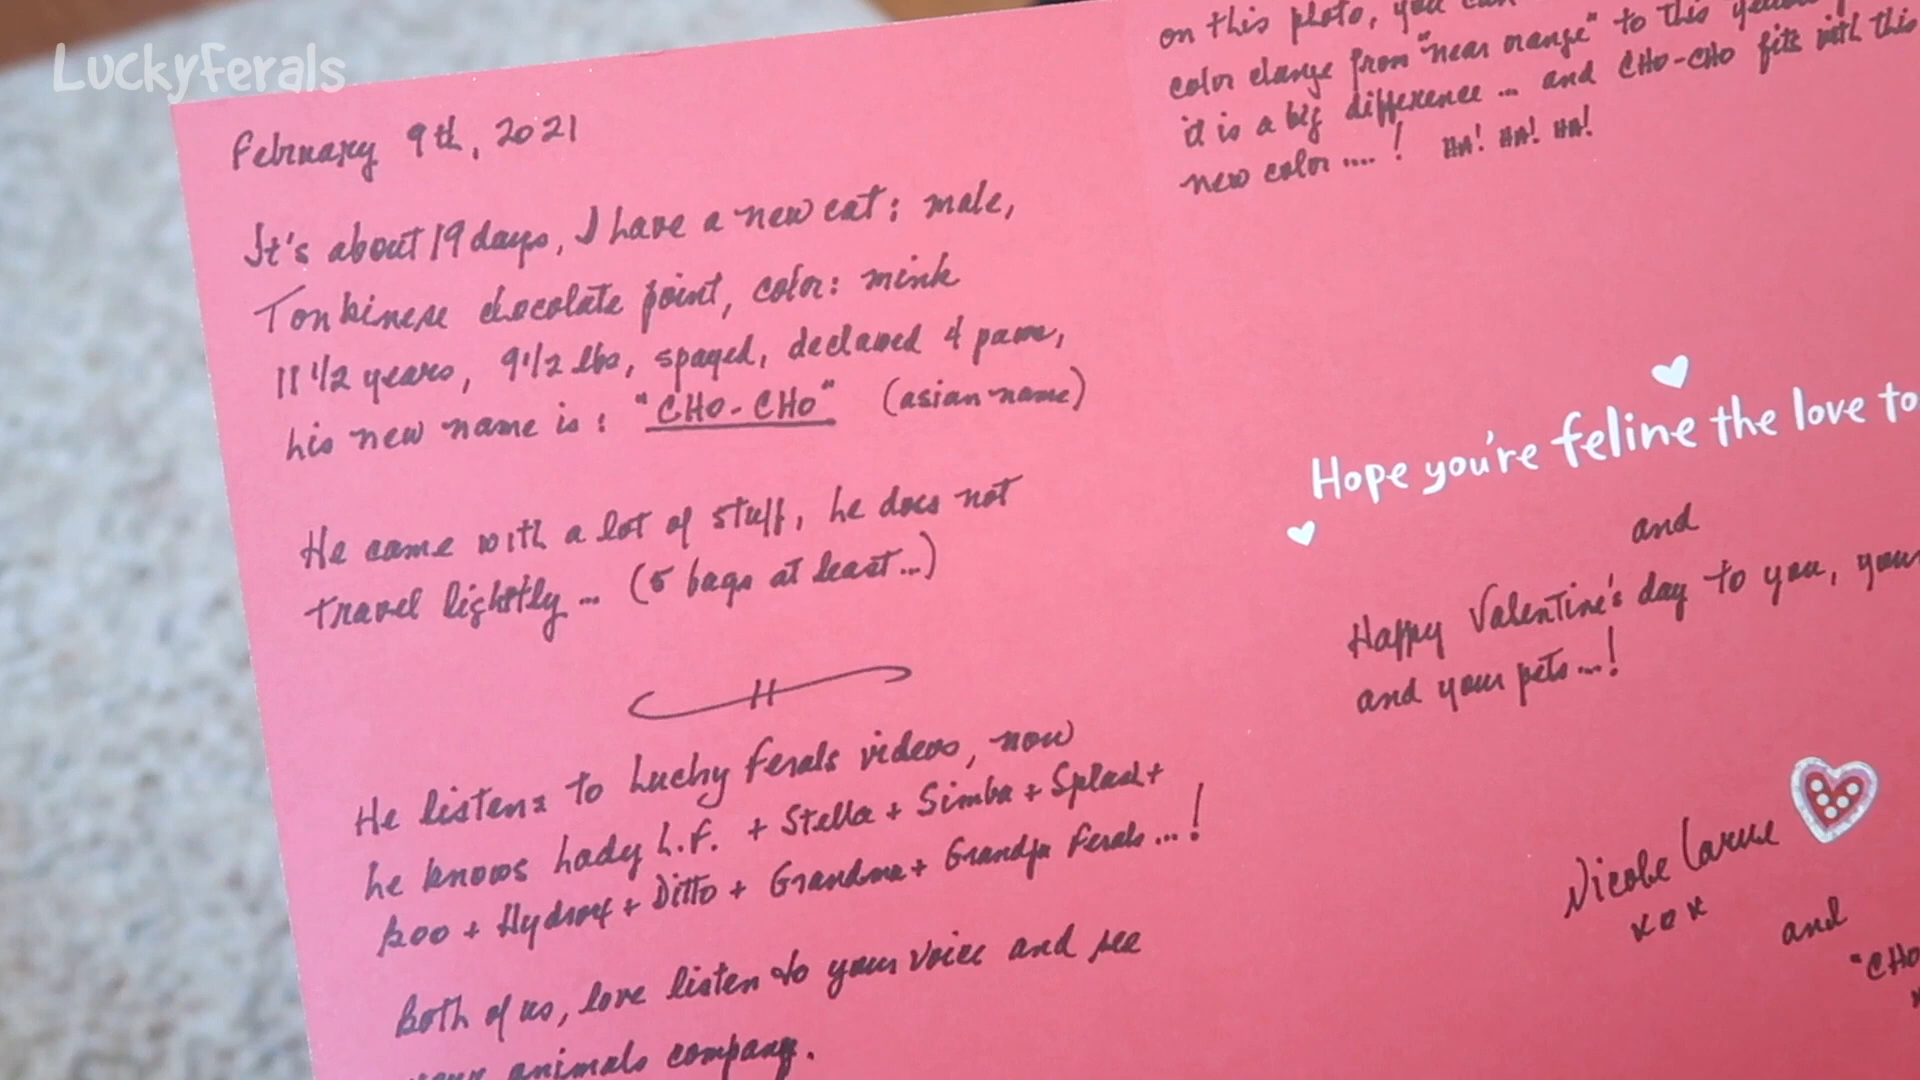 LuckyFerals
February 9th, 2021
It's about 19 days, I have a new cat: male,
Tonkinese chocolate point, color: mink
11 1/2 years, 9 1/2 lbs, spayed, declawed 4 paws,
his new name is: "CHO-CHO" (asian name)
He came with a lot of stuff, he does not
travel lightly... (5 bags at least...)
He listens to Lucky Ferals videos, now
he knows Lady L.F. + Stella + Simba + Splash +
Boo + Hydrox + Ditto + Grandma + Grandpa Ferals...!
Both of us, love listen to your voice and see
your animals company.
on this photo, you can
color change from "near orange" to this yellow
it is a big difference... and CHO-CHO fits with this
new color....! HA! HA! HA!
Hope you're feline the love to
and
Happy Valentine's day to you, your
and your pets...!
Nicole
xox
and
"CHO